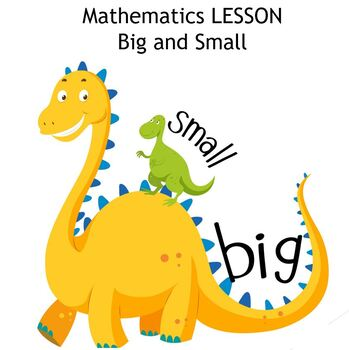 Mathematics LESSON
Big and Small
small
big